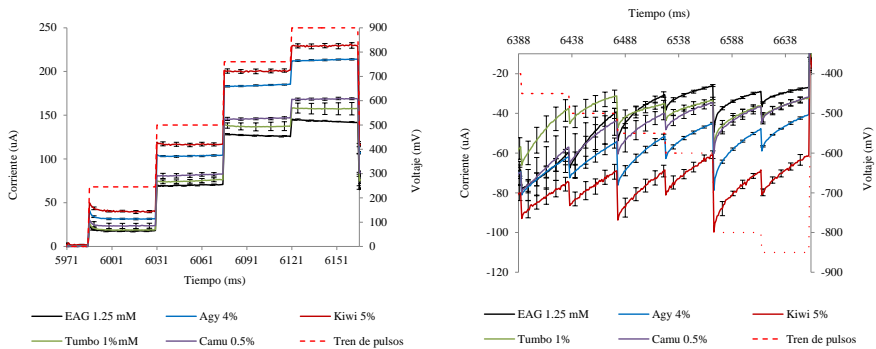 250
200
150
100
50
0
Corriente (uA)
900
800
700
600
500
400
300
200
100
0
Voltaje (mV)
5971 6001 6031 6061 6091 6121 6151
Tiempo (ms)
EAG 1.25 mM Agy 4% Kiwi 5%
Tumbo 1%mM Camu 0.5% Tren de pulsos
Tiempo (ms)
6388 6438 6488 6538 6588 6638
-20
-40
-60
-80
-100
-120
Corriente (uA)
-400
-500
-600
-700
-800
-900
Voltaje (mV)
EAG 1.25 mM Agy 4% Kiwi 5%
Tumbo 1% Camu 0.5% Tren de pulsos